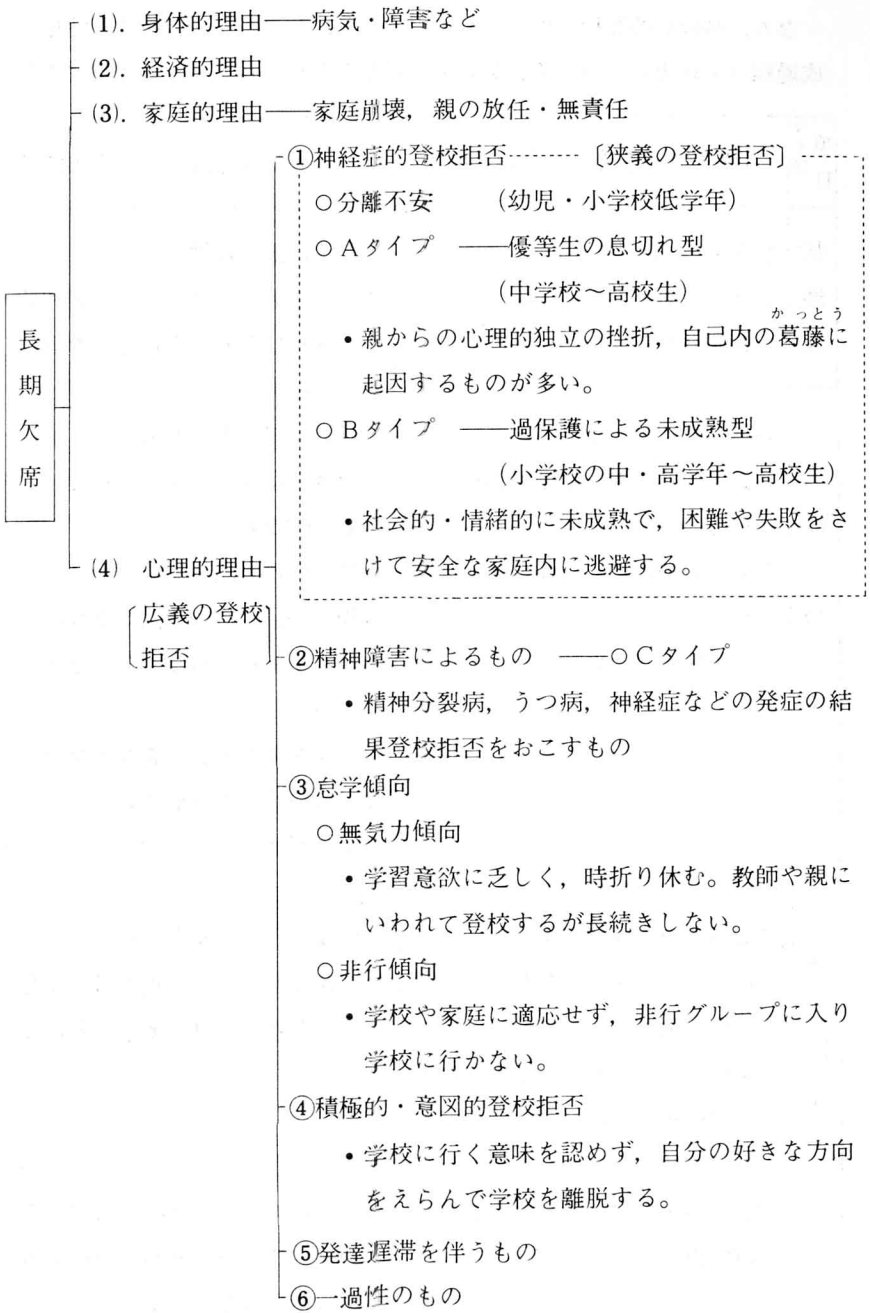 (1). 身体的理由――病気・障害など
(2). 経済的理由
(3). 家庭的理由――家庭崩壊，親の放任・無責任
①神経症的登校拒否………〔狭義の登校拒否〕
○分離不安　（幼児・小学校低学年）
○Aタイプ ――優等生の息切れ型
（中学校～高校生）
かっとう
•親からの心理的独立の挫折，自己内の葛藤に
起因するものが多い。
○Bタイプ ――過保護による未成熟型
（小学校の中・高学年～高校生）
•社会的・情緒的に未成熟で，困難や失敗をさ
けて安全な家庭内に逃避する。
長期欠席
(4) 心理的理由
〔広義の登校
拒否〕
②精神障害によるもの ――○Cタイプ
•精神分裂病，うつ病，神経症などの発症の結
果登校拒否をおこすもの
③怠学傾向
○無気力傾向
•学習意欲に乏しく，時折り休む。教師や親に
いわれて登校するが長続きしない。
○非行傾向
•学校や家庭に適応せず，非行グループに入り
学校に行かない。
④積極的・意図的登校拒否
•学校に行く意味を認めず，自分の好きな方向
をえらんで学校を離脱する。
⑤発達遅滞を伴うもの
⑥一過性のもの